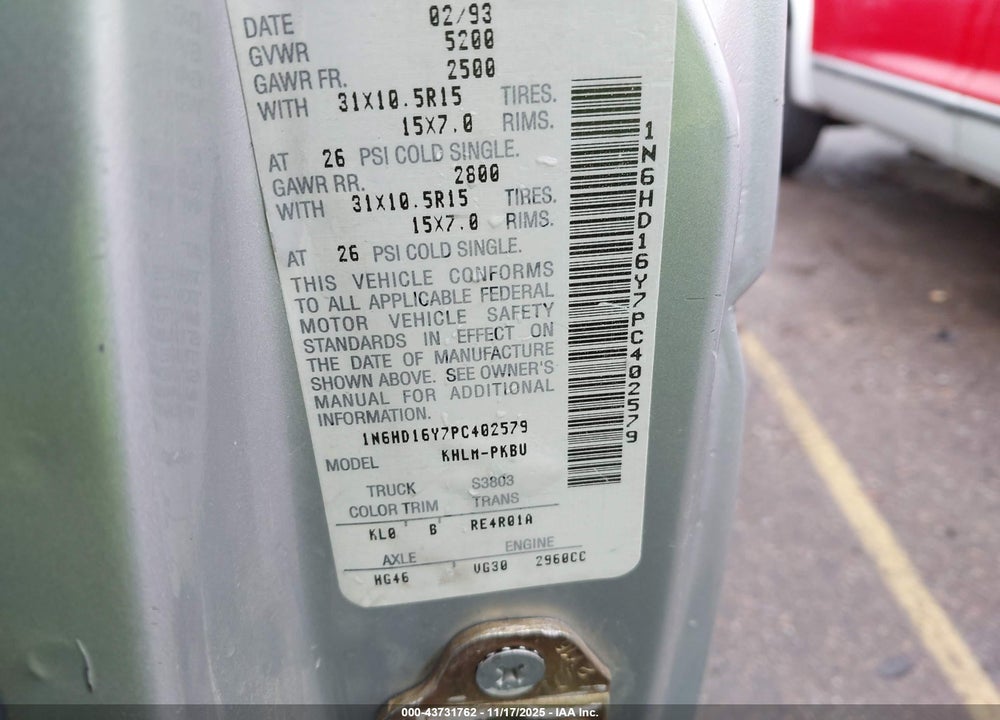 DATE 02/93
GVWR 5200
GAWR FR. 2500
WITH 31X10.5R15 TIRES.
15X7.0 RIMS.
AT 26 PSI COLD SINGLE.
GAWR RR. 2800
WITH 31X10.5R15 TIRES.
15X7.0 RIMS.
AT 26 PSI COLD SINGLE.
THIS VEHICLE CONFORMS
TO ALL APPLICABLE FEDERAL
MOTOR VEHICLE SAFETY
STANDARDS IN EFFECT ON
THE DATE OF MANUFACTURE
SHOWN ABOVE. SEE OWNER'S
MANUAL FOR ADDITIONAL
INFORMATION.
1N6HD16Y7PC402579
MODEL KHLM-PKBU
TRUCK S3803
COLOR TRIM TRANS
KL0 B RE4R01A
AXLE ENGINE
HG46 VG30 2960CC
1N6HD16Y7PC402579
000-43731762 - 11/17/2025 - IAA Inc.